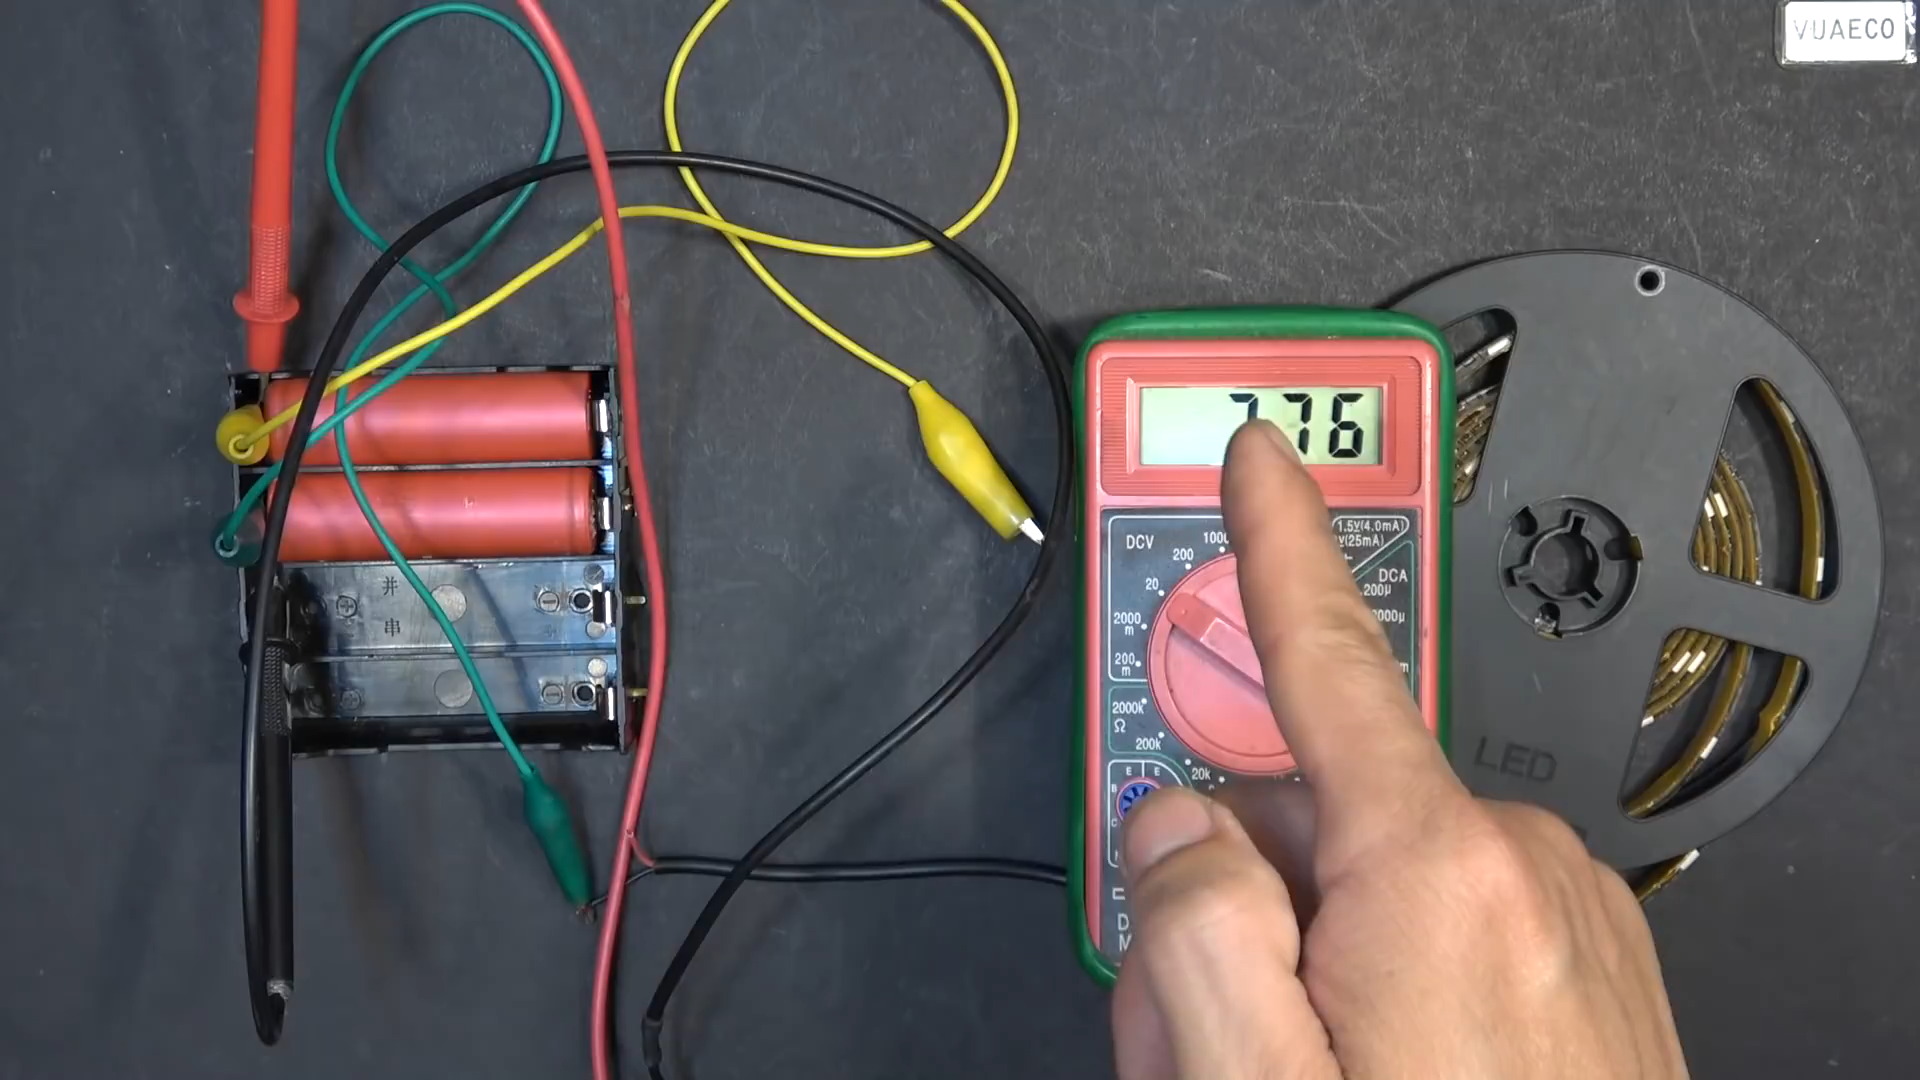 VUAECO
776
1.5V(4.0mA)
V(25mA)
DCV
1000
200
20
2000
m
200
m
DCA
200μ
2000k
Ω
200k
20k
E E
B
C
并
串
LED